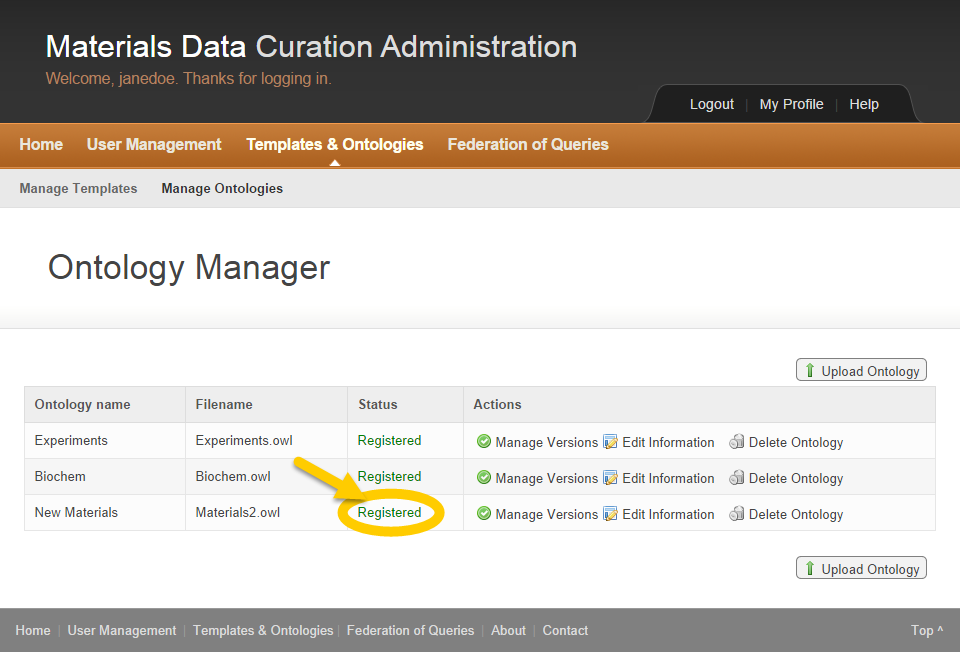 Materials Data Curation Administration
Welcome, janedoe. Thanks for logging in.
Logout | My Profile | Help
Home User Management Templates & Ontologies Federation of Queries
Manage Templates Manage Ontologies
Ontology Manager
Upload Ontology
Ontology name Filename Status Actions
Experiments Experiments.owl Registered Manage Versions Edit Information Delete Ontology
Biochem Biochem.owl Registered Manage Versions Edit Information Delete Ontology
New Materials Materials2.owl Registered Manage Versions Edit Information Delete Ontology
Upload Ontology
Home | User Management | Templates & Ontologies | Federation of Queries | About | Contact Top ^